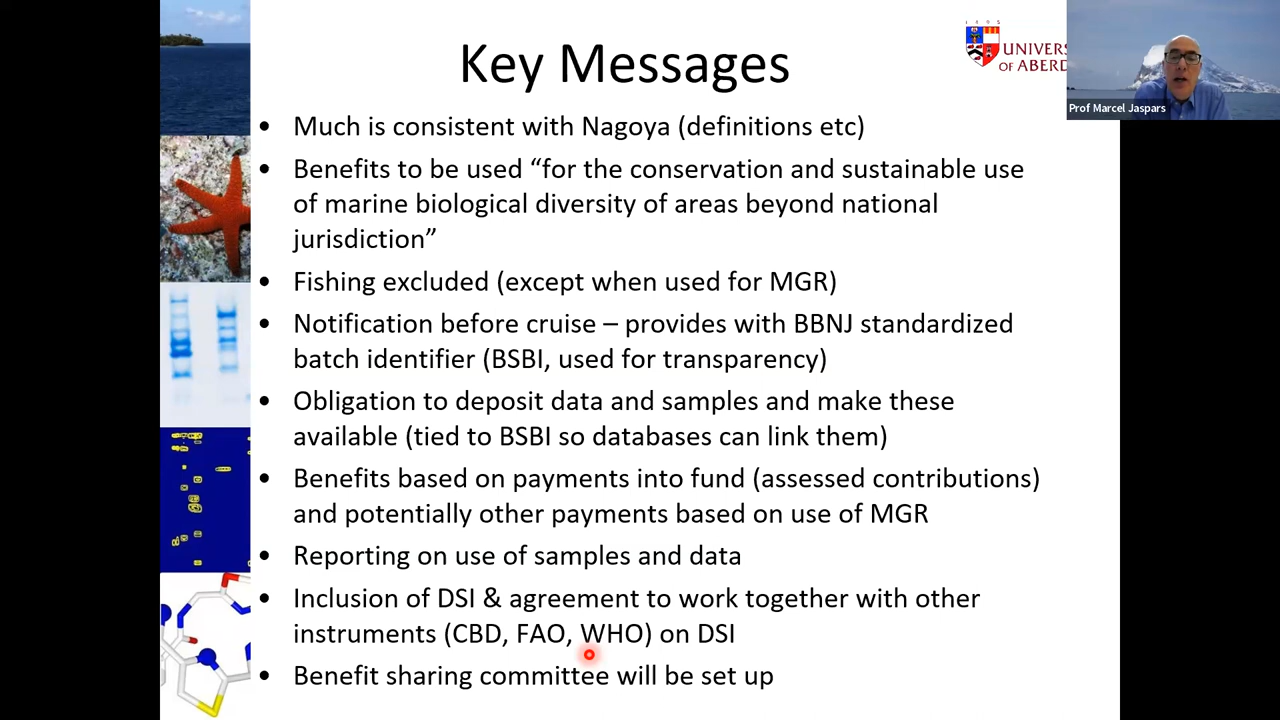 Key Messages
1495
UNIVERS
OF ABERD
Prof Marcel Jaspars
• Much is consistent with Nagoya (definitions etc)
• Benefits to be used “for the conservation and sustainable use
of marine biological diversity of areas beyond national
jurisdiction”
• Fishing excluded (except when used for MGR)
• Notification before cruise – provides with BBNJ standardized
batch identifier (BSBI, used for transparency)
• Obligation to deposit data and samples and make these
available (tied to BSBI so databases can link them)
• Benefits based on payments into fund (assessed contributions)
and potentially other payments based on use of MGR
• Reporting on use of samples and data
• Inclusion of DSI & agreement to work together with other
instruments (CBD, FAO, WHO) on DSI
• Benefit sharing committee will be set up